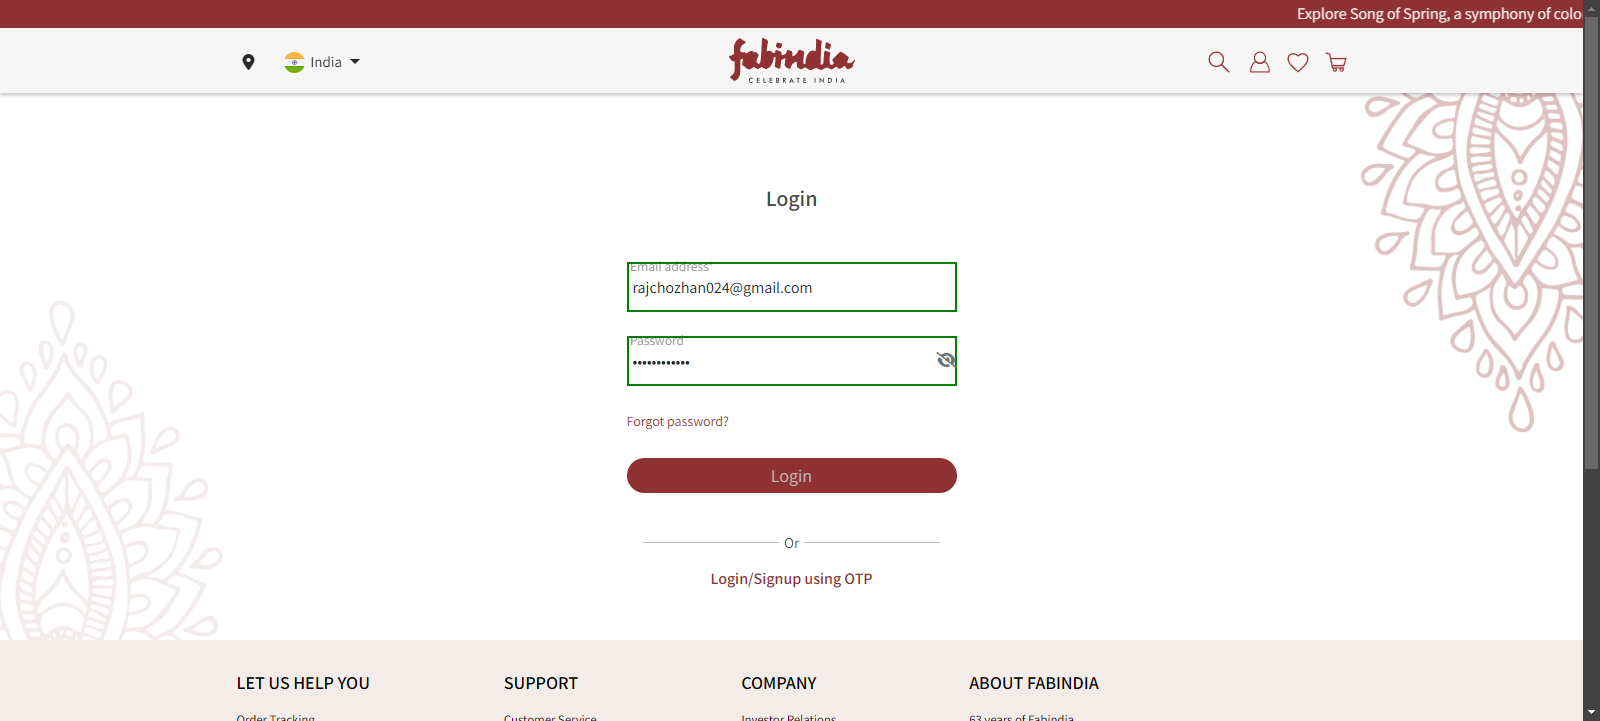 Explore Song of Spring, a symphony of colo
India
fabindia
CELEBRATE INDIA
Login
Email address*
rajchozhan024@gmail.com
Password
••••••••••••
Forgot password?
Login
Or
Login/Signup using OTP
LET US HELP YOU
SUPPORT
COMPANY
ABOUT FABINDIA
Order Tracking
Customer Service
Investor Relations
63 years of Fabindia